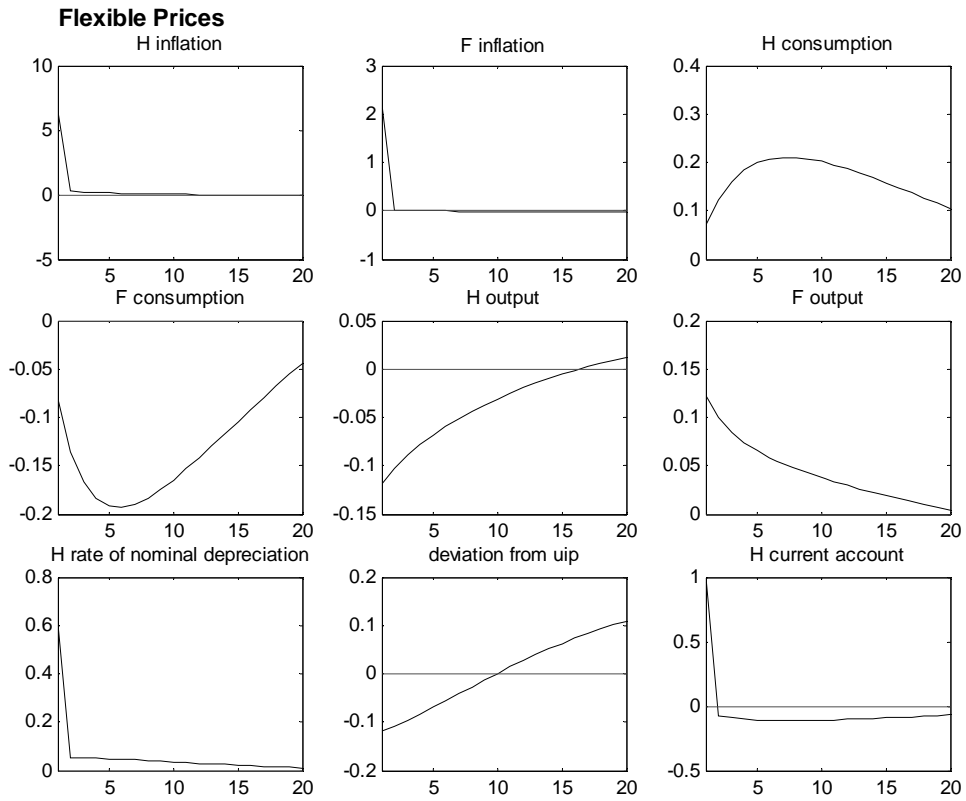 Flexible Prices
H inflation
F inflation
H consumption
10
5
0
-5
5 10 15 20
3
2
1
0
-1
5 10 15 20
0.4
0.3
0.2
0.1
0
5 10 15 20
F consumption
H output
F output
0
-0.05
-0.1
-0.15
-0.2
5 10 15 20
0.05
0
-0.05
-0.1
-0.15
5 10 15 20
0.2
0.15
0.1
0.05
0
5 10 15 20
H rate of nominal depreciation
deviation from uip
H current account
0.8
0.6
0.4
0.2
0
5 10 15 20
0.2
0.1
0
-0.1
-0.2
5 10 15 20
1
0.5
0
-0.5
5 10 15 20